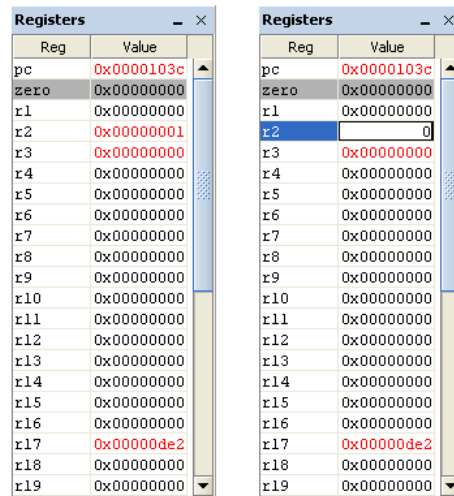 Registers
Reg Value
pc 0x0000103c
zero 0x00000000
r1 0x00000000
r2 0x00000001
r3 0x00000000
r4 0x00000000
r5 0x00000000
r6 0x00000000
r7 0x00000000
r8 0x00000000
r9 0x00000000
r10 0x00000000
r11 0x00000000
r12 0x00000000
r13 0x00000000
r14 0x00000000
r15 0x00000000
r16 0x00000000
r17 0x00000de2
r18 0x00000000
r19 0x00000000
Registers
Reg Value
pc 0x0000103c
zero 0x00000000
r1 0x00000000
r2 0
r3 0x00000000
r4 0x00000000
r5 0x00000000
r6 0x00000000
r7 0x00000000
r8 0x00000000
r9 0x00000000
r10 0x00000000
r11 0x00000000
r12 0x00000000
r13 0x00000000
r14 0x00000000
r15 0x00000000
r16 0x00000000
r17 0x00000de2
r18 0x00000000
r19 0x00000000